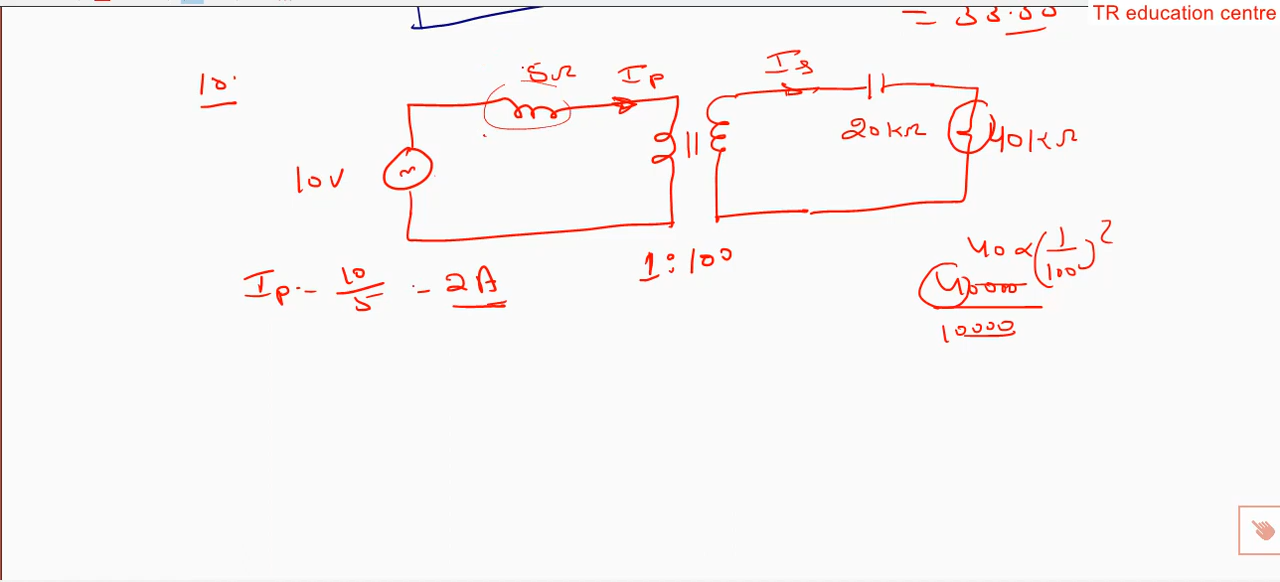 TR education centre
10.
5Ω Ip Is
10V 20KΩ 40KΩ
1:100
Ip = 10/5 = 2A
40 × (1/100)²
40000/10000